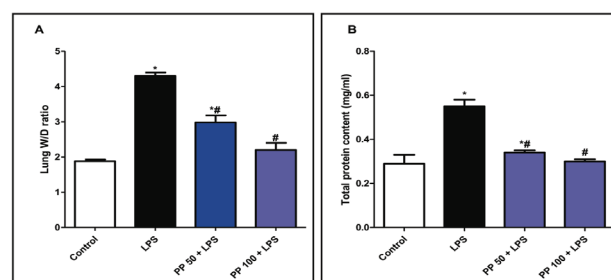 A
Lung W/D ratio
5
4
3
2
1
0
*
*#
#
Control
LPS
PP 50 + LPS
PP 100 + LPS
B
Total protein content (mg/ml)
0.8
0.6
0.4
0.2
0.0
*
*#
#
Control
LPS
PP 50 + LPS
PP 100 + LPS